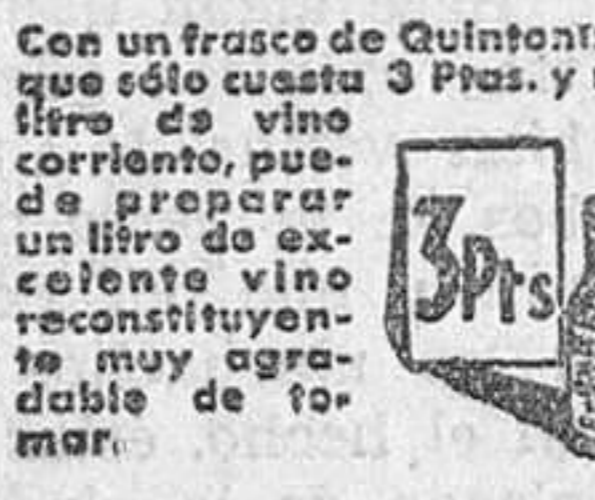 Con un frasco de Quinton
que sólo cuesta 3 Ptas. y
litro de vino
corriente, pue-
de preparar
un litro de ex-
celente vino
reconstituyen-
te muy agra-
dable de to-
mar.
3Pts